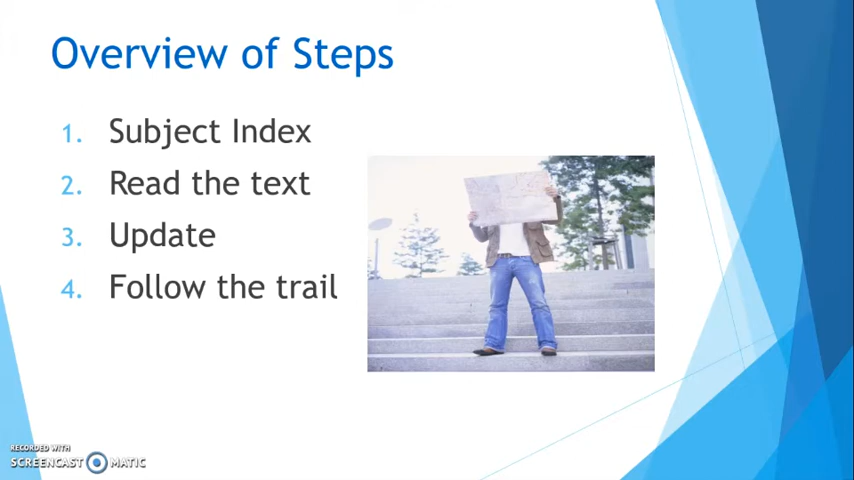 Overview of Steps
1. Subject Index
2. Read the text
3. Update
4. Follow the trail
RECORDED WITH
SCREENCAST MATIC